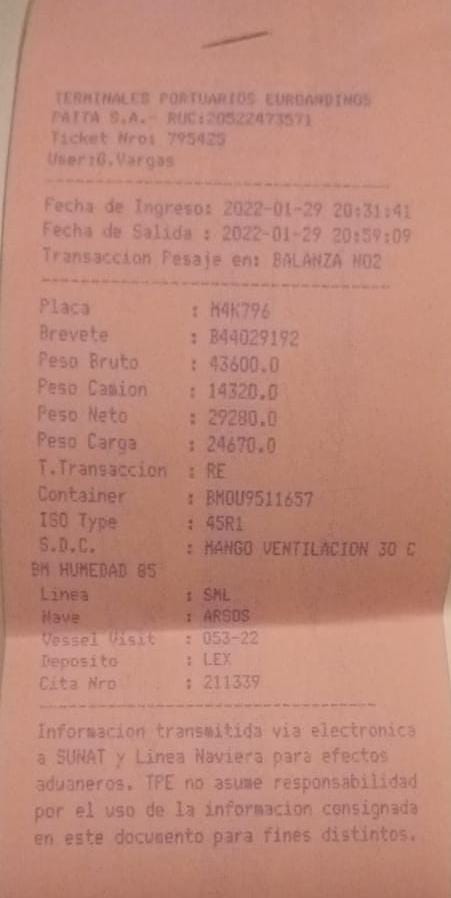 TERMINALES PORTUARIOS EUROANDINOS
PAITA S.A.- RUC:20522473571
Ticket Nro: 795425
User:G.Vargas
Fecha de Ingreso: 2022-01-29 20:31:41
Fecha de Salida : 2022-01-29 20:59:09
Transaccion Pesaje en: BALANZA NO2
Placa : M4K796
Brevete : B44029192
Peso Bruto : 43600.0
Peso Camion : 14320.0
Peso Neto : 29280.0
Peso Carga : 24670.0
T.Transaccion : RE
Container : BMOU9511657
ISO Type : 45R1
S.D.C. : MANGO VENTILACION 30 C
BM HUMEDAD 85
Linea : SML
Nave : ARSOS
Vessel Visit : 053-22
Deposito : LEX
Cita Nro : 211339
Informacion transmitida via electronica
a SUNAT y Linea Naviera para efectos
aduaneros. TPE no asume responsabilidad
por el uso de la informacion consignada
en este documento para fines distintos.